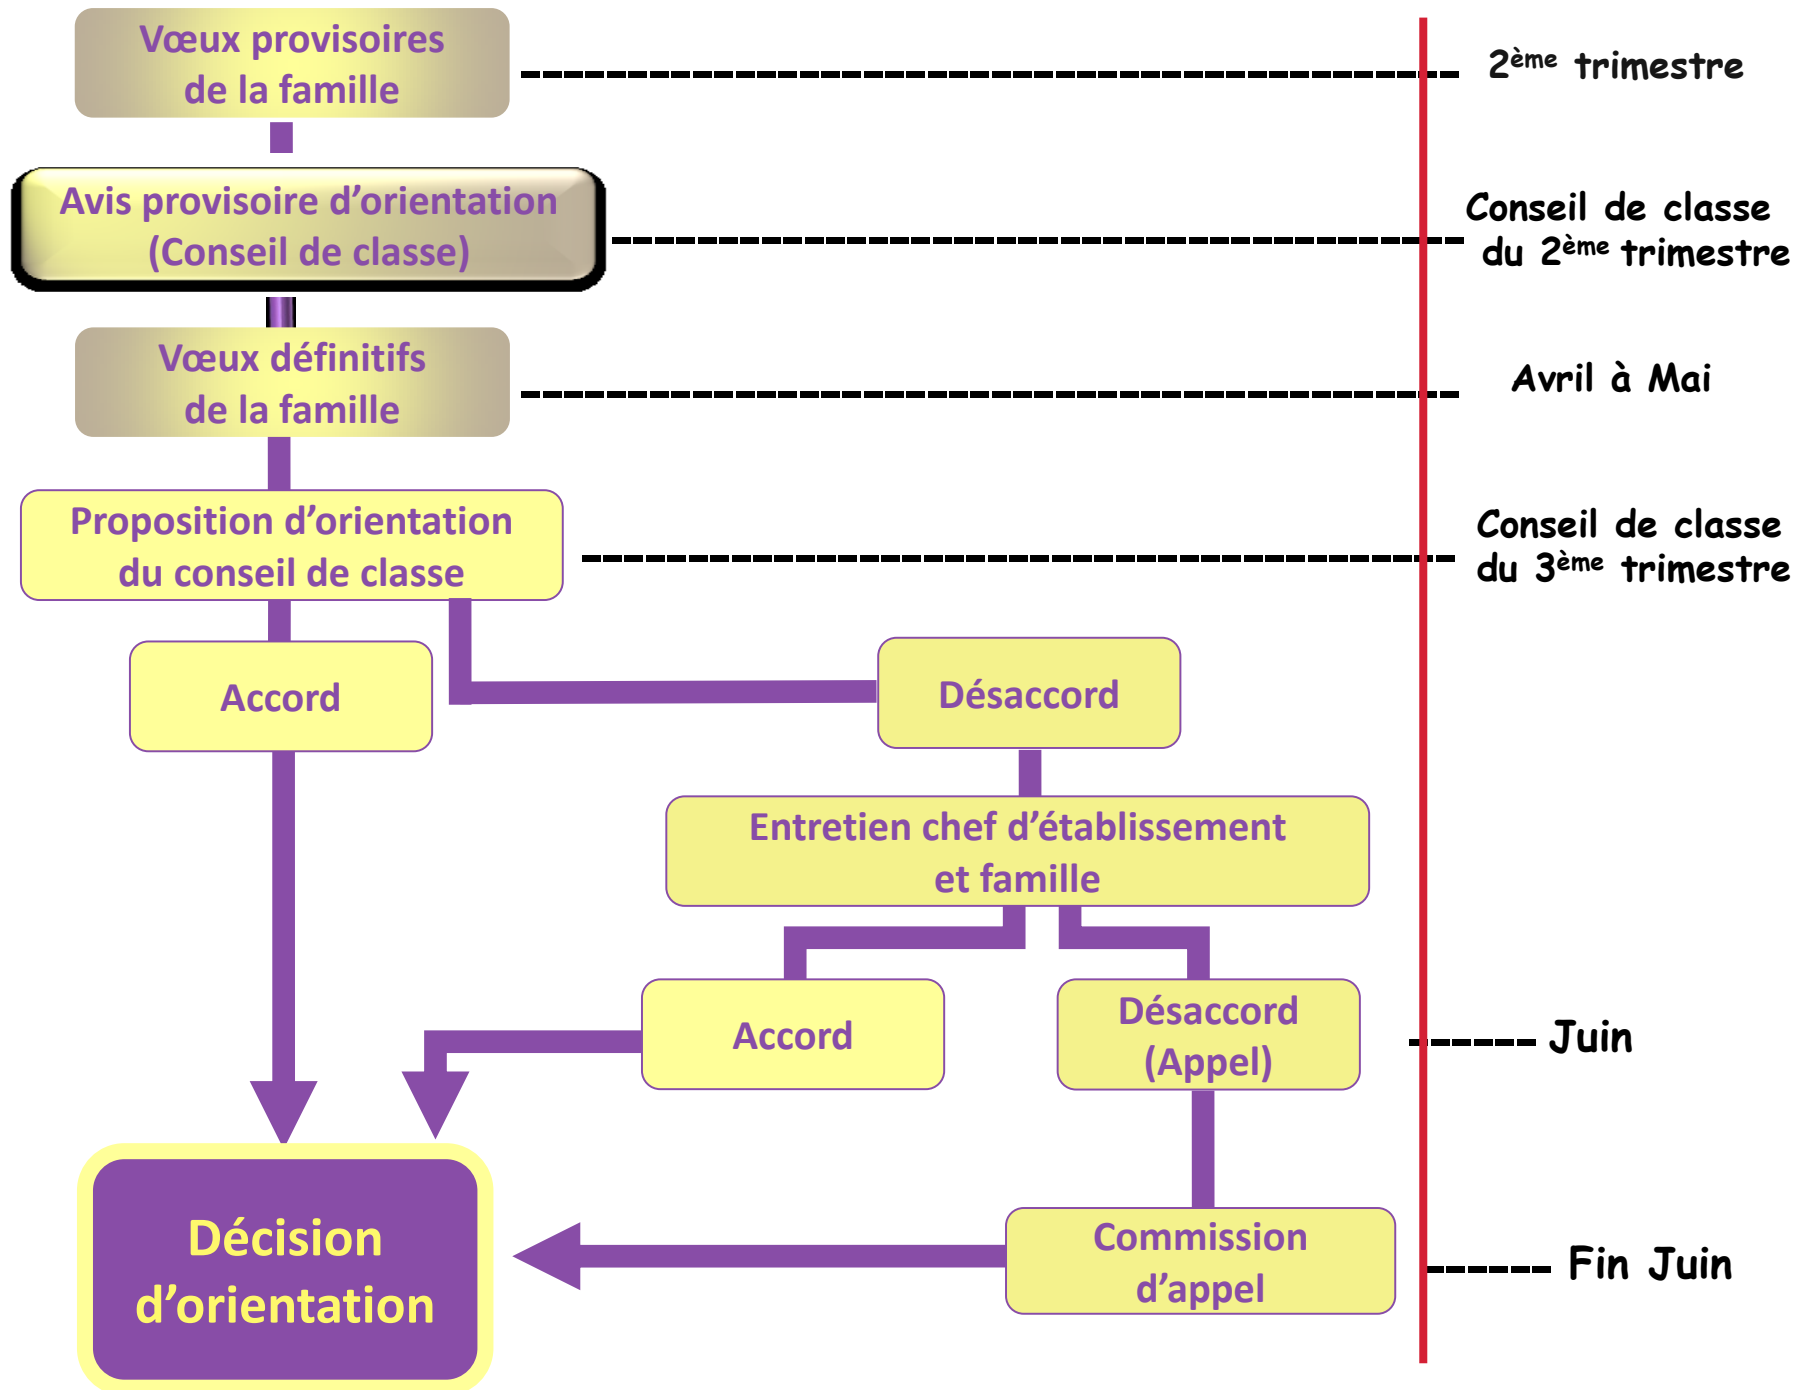 Vœux provisoires
de la famille
2ème trimestre
Avis provisoire d’orientation
(Conseil de classe)
Conseil de classe
du 2ème trimestre
Vœux définitifs
de la famille
Avril à Mai
Proposition d’orientation
du conseil de classe
Conseil de classe
du 3ème trimestre
Accord
Désaccord
Entretien chef d’établissement
et famille
Accord
Désaccord
(Appel)
Juin
Décision
d’orientation
Commission
d’appel
Fin Juin